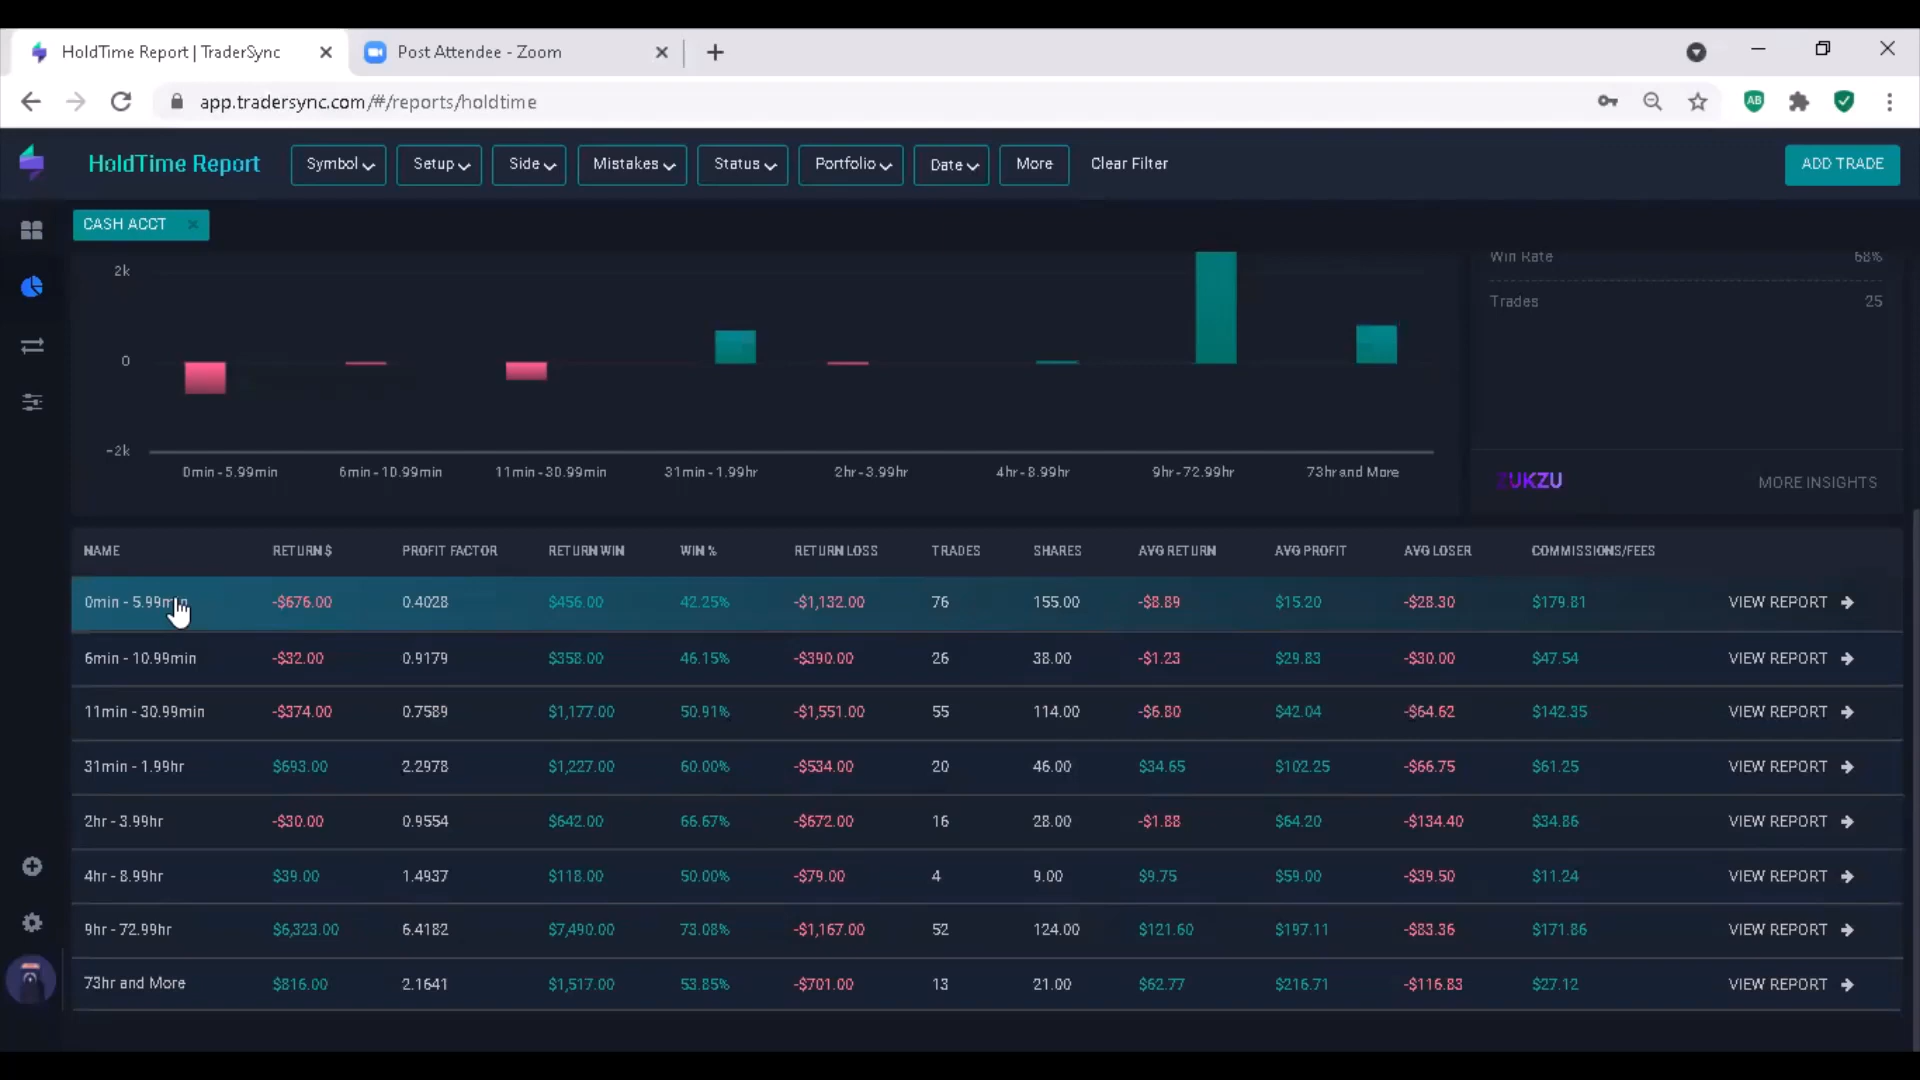 HoldTime Report | TraderSync
Post Attendee - Zoom
app.tradersync.com/#/reports/holdtime
AB
HoldTime Report
Symbol
Setup
Side
Mistakes
Status
Portfolio
Date
More
Clear Filter
ADD TRADE
CASH ACCT
2k
0
-2k
0min - 5.99min 6min - 10.99min 11min - 30.99min 31min - 1.99hr 2hr - 3.99hr 4hr - 8.99hr 9hr - 72.99hr 73hr and More
Win Rate 68%
Trades 25
ZUKZU MORE INSIGHTS
NAME RETURN $ PROFIT FACTOR RETURN WIN WIN % RETURN LOSS TRADES SHARES AVG RETURN AVG PROFIT AVG LOSER COMMISSIONS/FEES
0min - 5.99min -$676.00 0.4028 $456.00 42.25% -$1,132.00 76 155.00 -$8.89 $15.20 -$28.30 $179.81 VIEW REPORT
6min - 10.99min -$32.00 0.9179 $358.00 46.15% -$390.00 26 38.00 -$1.23 $29.83 -$30.00 $47.54 VIEW REPORT
11min - 30.99min -$374.00 0.7589 $1,177.00 50.91% -$1,551.00 55 114.00 -$6.80 $42.04 -$64.62 $142.35 VIEW REPORT
31min - 1.99hr $693.00 2.2978 $1,227.00 60.00% -$534.00 20 46.00 $34.65 $102.25 -$66.75 $61.25 VIEW REPORT
2hr - 3.99hr -$30.00 0.9554 $642.00 66.67% -$672.00 16 28.00 -$1.88 $64.20 -$134.40 $34.86 VIEW REPORT
4hr - 8.99hr $39.00 1.4937 $118.00 50.00% -$79.00 4 9.00 $9.75 $59.00 -$39.50 $11.24 VIEW REPORT
9hr - 72.99hr $6,323.00 6.4182 $7,490.00 73.08% -$1,167.00 52 124.00 $121.60 $197.11 -$83.36 $171.86 VIEW REPORT
73hr and More $816.00 2.1641 $1,517.00 53.85% -$701.00 13 21.00 $62.77 $216.71 -$116.83 $27.12 VIEW REPORT